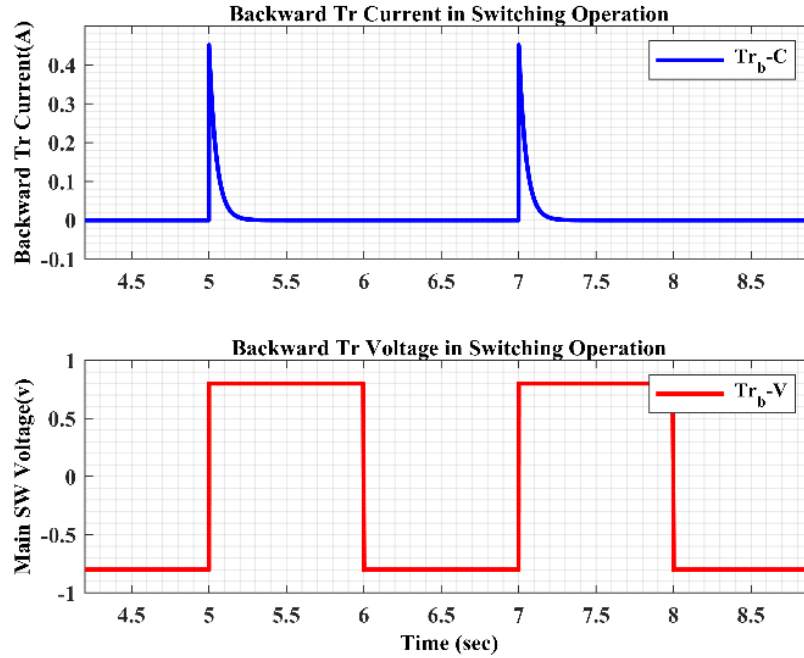 Backward Tr Current in Switching Operation
Backward Tr Current(A)
0.4
0.3
0.2
0.1
0
-0.1
Tr_b-C
4.5 5 5.5 6 6.5 7 7.5 8 8.5
Backward Tr Voltage in Switching Operation
Main SW Voltage(v)
1
0.5
0
-0.5
-1
Tr_b-V
4.5 5 5.5 6 6.5 7 7.5 8 8.5
Time (sec)